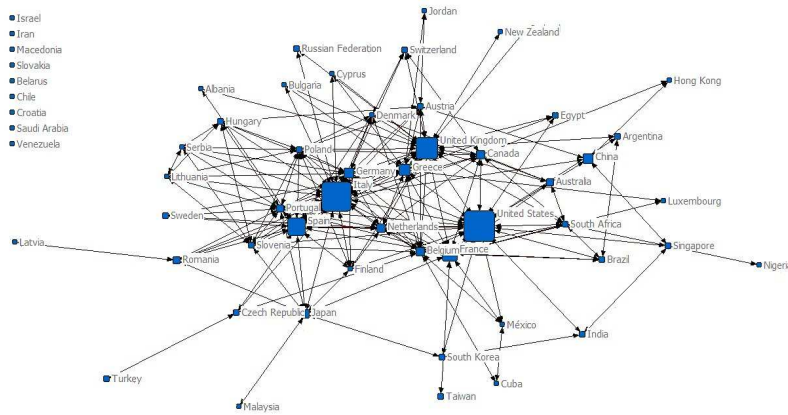 Israel
Iran
Macedonia
Slovakia
Belarus
Chile
Croatia
Saudi Arabia
Venezuela
Jordan
New Zealand
Russian Federation
Switzerland
Cyprus
Hong Kong
Albania
Bulgaria
Austria
Denmark
Egypt
Hungary
United Kingdom
Argentina
Serbia
Poland
Canada
China
Greece
Germany
Lithuania
Italy
Australia
Luxembourg
Portugal
Sweden
United States
Spain
Netherlands
South Africa
Latvia
Slovenia
Singapore
Belgium
France
Romania
Finland
Brazil
Nigeri
Czech Republic
Japan
México
India
South Korea
Turkey
Cuba
Taiwan
Malaysia